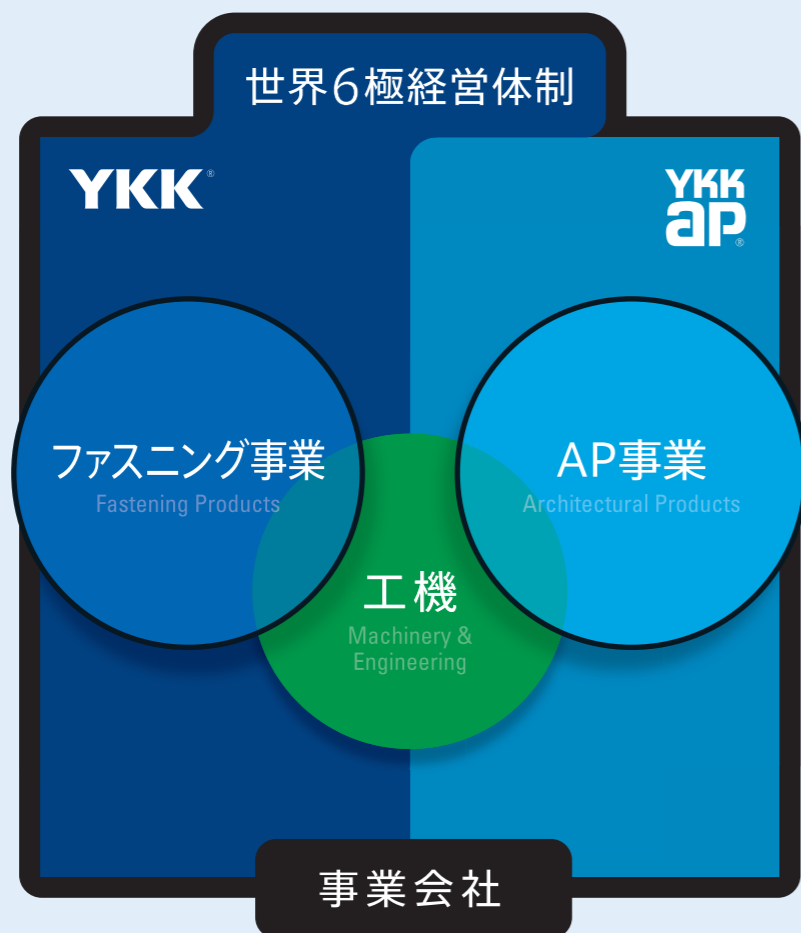 世界6極経営体制
YKK®
YKK
ap®
ファスニング事業
Fastening Products
AP事業
Architectural Products
工機
Machinery &
Engineering
事業会社